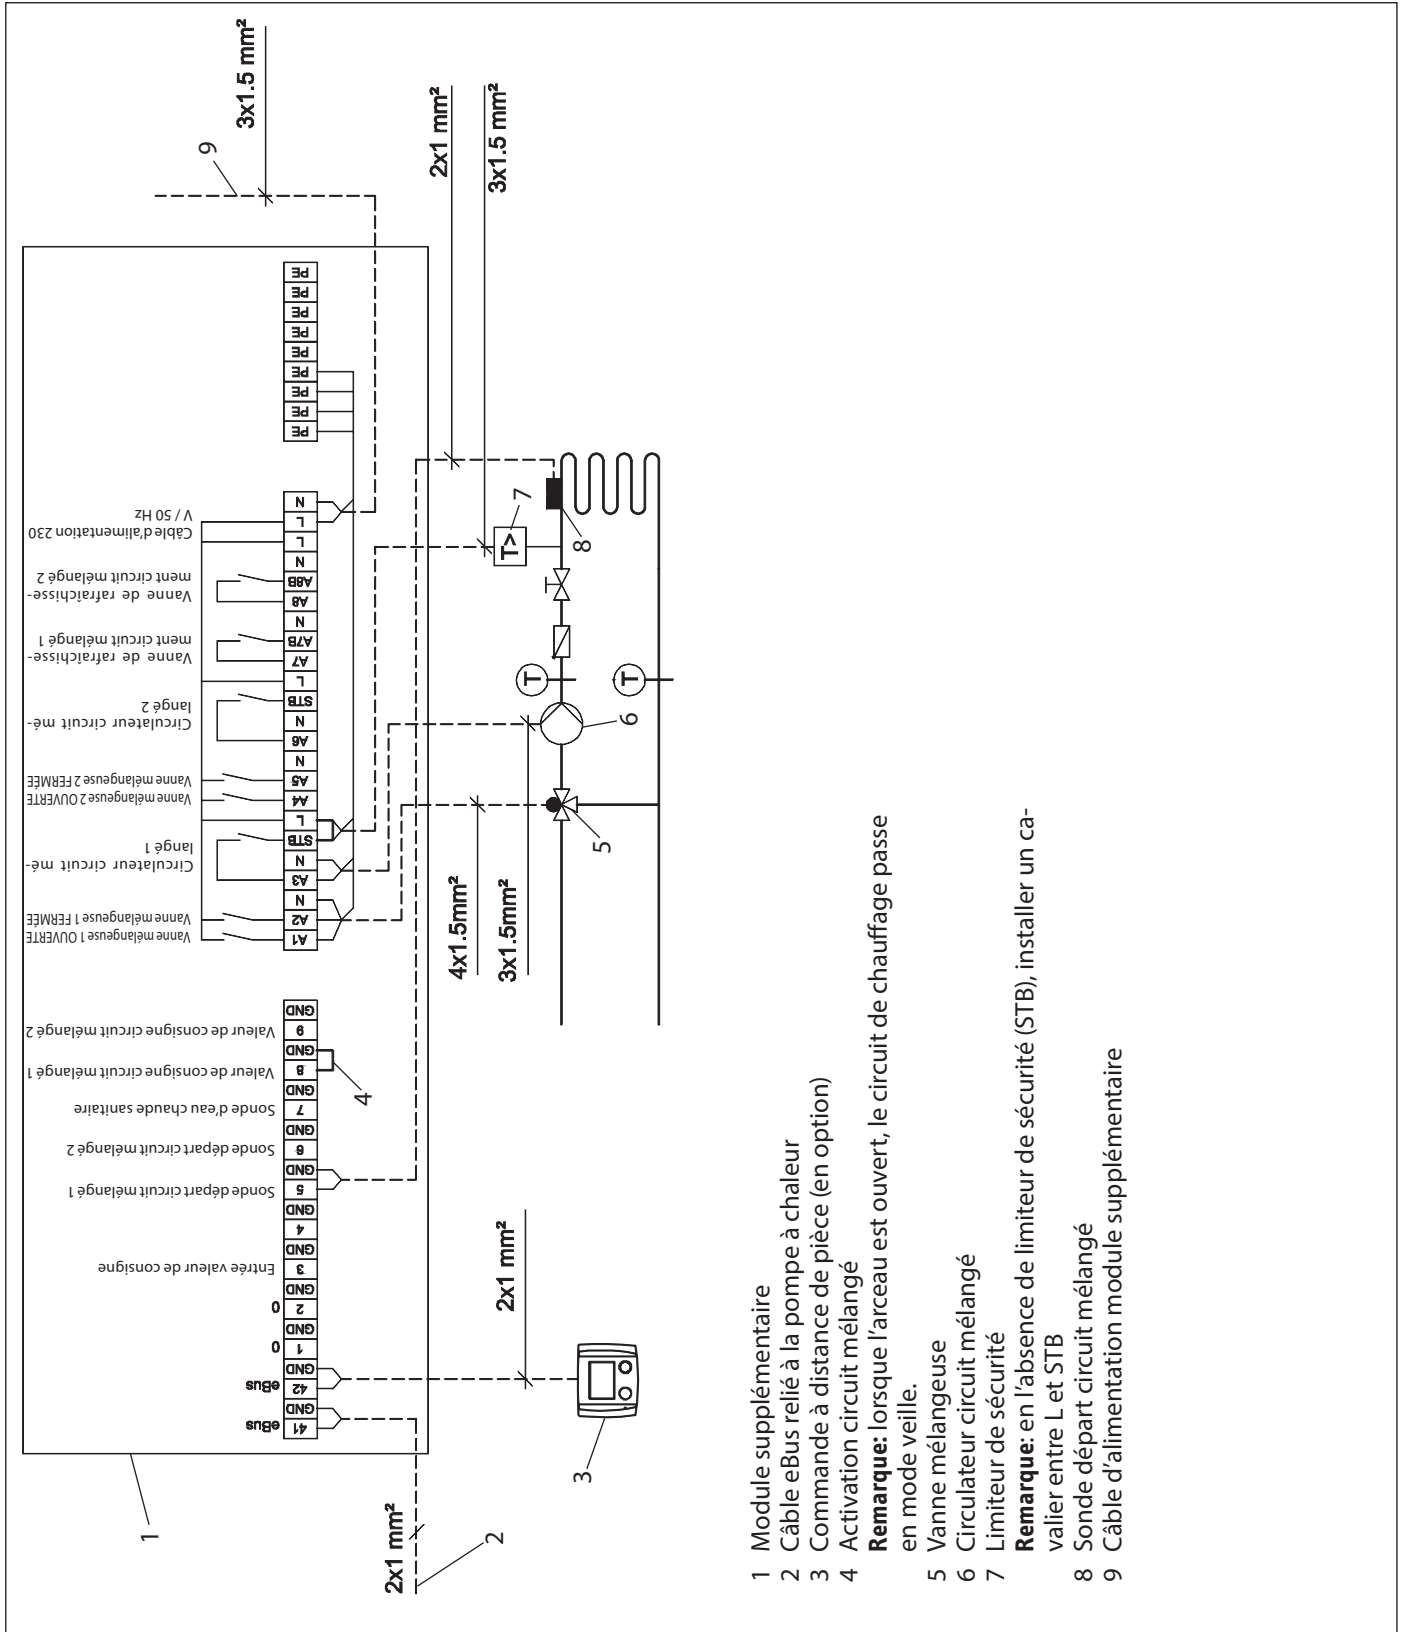 3x1.5 mm²
9
2x1 mm²
3x1.5 mm²
PE
PE
PE
PE
PE
PE
PE
PE
PE
Câble d'alimentation 230
V / 50 Hz
N
L
L
N
Vanne de rafraîchisse-
ment circuit mélangé 2
A8B
A8
N
Vanne de rafraîchisse-
ment circuit mélangé 1
A7B
A7
L
Circulateur circuit mé-
langé 2
STB
N
A6
N
Vanne mélangeuse 2 FERMÉE
A5
Vanne mélangeuse 2 OUVERTE
A4
L
Circulateur circuit mé-
langé 1
STB
N
A3
N
Vanne mélangeuse 1 FERMÉE
A2
Vanne mélangeuse 1 OUVERTE
A1
GND
Valeur de consigne circuit mélangé 2
9
GND
Valeur de consigne circuit mélangé 1
8
GND
4
Sonde d'eau chaude sanitaire
7
GND
Sonde départ circuit mélangé 2
6
GND
Sonde départ circuit mélangé 1
5
GND
4
GND
Entrée valeur de consigne
3
GND
0
2
GND
0
1
GND
eBus
42
GND
eBus
41
T>
7
8
T
T
6
5
4x1.5mm²
3x1.5mm²
2x1 mm²
3
1
2x1 mm²
2
1 Module supplémentaire
2 Câble eBus relié à la pompe à chaleur
3 Commande à distance de pièce (en option)
4 Activation circuit mélangé
Remarque: lorsque l'arceau est ouvert, le circuit de chauffage passe
en mode veille.
5 Vanne mélangeuse
6 Circulateur circuit mélangé
7 Limiteur de sécurité
Remarque: en l'absence de limiteur de sécurité (STB), installer un ca-
valier entre L et STB
8 Sonde départ circuit mélangé
9 Câble d'alimentation module supplémentaire